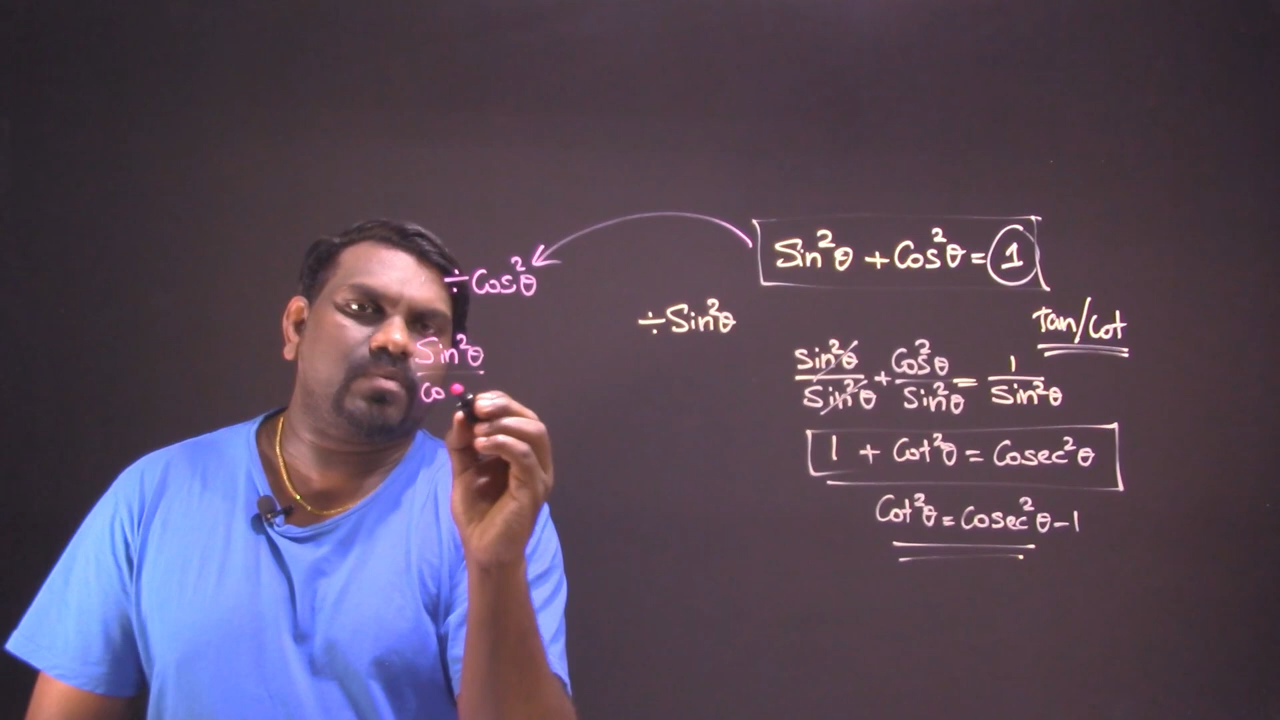 ÷ Cos²θ
Sin²θ
Co
Sin²θ + Cos²θ = 1
÷ Sin²θ
Tan/Cot
Sin²θ/Sin²θ + Cos²θ/Sin²θ = 1/Sin²θ
1 + Cot²θ = Cosec²θ
Cot²θ = Cosec²θ - 1